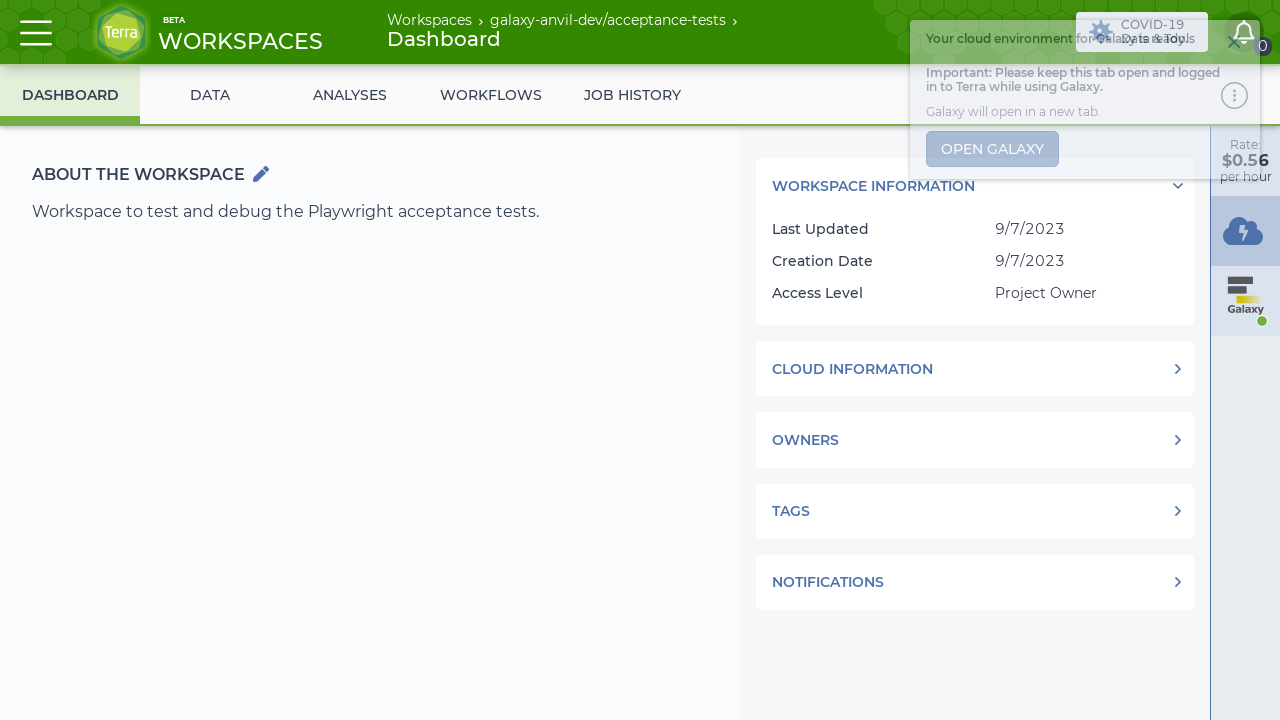 Terra
BETA
WORKSPACES
Workspaces › galaxy-anvil-dev/acceptance-tests ›
Dashboard
COVID-19
Data & Tools
0
Your cloud environment for Galaxy is ready.
Important: Please keep this tab open and logged
in to Terra while using Galaxy.
Galaxy will open in a new tab.
OPEN GALAXY
DASHBOARD
DATA
ANALYSES
WORKFLOWS
JOB HISTORY
ABOUT THE WORKSPACE
Workspace to test and debug the Playwright acceptance tests.
WORKSPACE INFORMATION
Last Updated 9/7/2023
Creation Date 9/7/2023
Access Level Project Owner
CLOUD INFORMATION
OWNERS
TAGS
NOTIFICATIONS
Rate:
$0.56
per hour
Galaxy